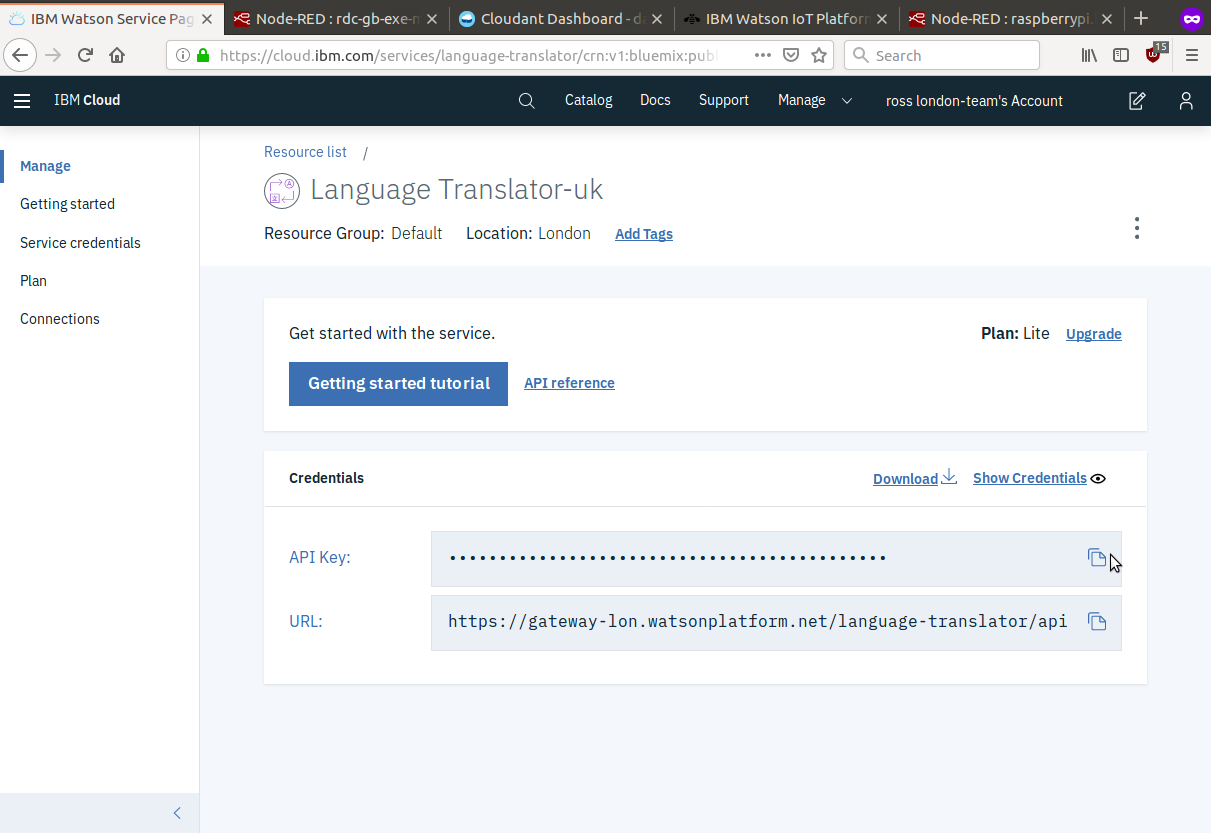 IBM Watson Service Pag
Node-RED : rdc-gb-exe-n
Cloudant Dashboard - d
IBM Watson IoT Platform
Node-RED : raspberrypi.
https://cloud.ibm.com/services/language-translator/crn:v1:bluemix:pub
Search
15
IBM Cloud
Catalog
Docs
Support
Manage
ross london-team's Account
Manage
Getting started
Service credentials
Plan
Connections
Resource list /
Language Translator-uk
Resource Group: Default Location: London Add Tags
Get started with the service.
Plan: Lite Upgrade
Getting started tutorial API reference
Credentials
Download
Show Credentials
API Key: ••••••••••••••••••••••••••••••••••••••••••••
URL: https://gateway-lon.watsonplatform.net/language-translator/api